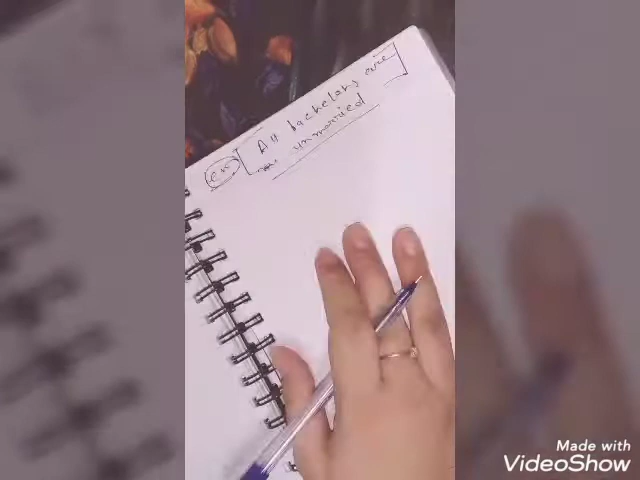 ex
All bachelors are
unmarried
Made with
VideoShow